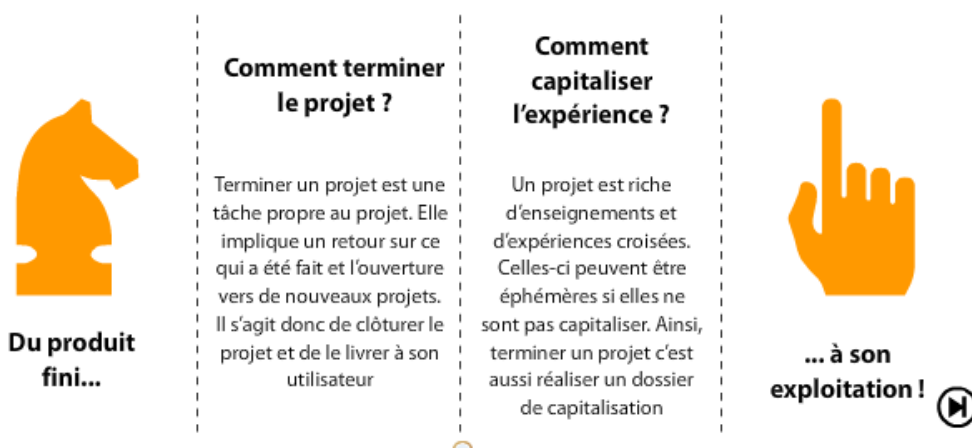 Du produit
fini...
Comment terminer
le projet ?
Terminer un projet est une
tâche propre au projet. Elle
implique un retour sur ce
qui a été fait et l'ouverture
vers de nouveaux projets.
Il s'agit donc de clôturer le
projet et de le livrer à son
utilisateur
Comment
capitaliser
l'expérience ?
Un projet est riche
d'enseignements et
d'expériences croisées.
Celles-ci peuvent être
éphémères si elles ne
sont pas capitaliser. Ainsi,
terminer un projet c'est
aussi réaliser un dossier
de capitalisation
... à son
exploitation !